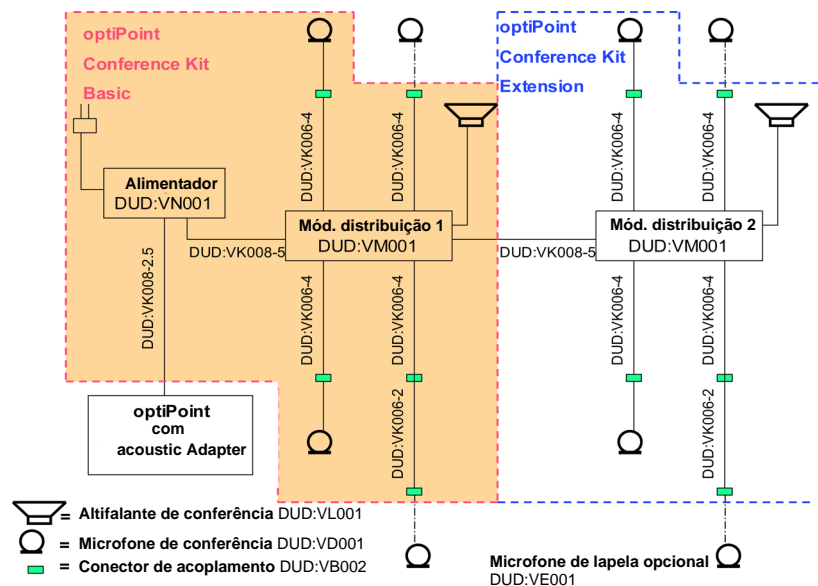 optiPoint
Conference Kit
Basic
optiPoint
Conference Kit
Extension
DUD:VK006-4
DUD:VK006-4
DUD:VK006-4
DUD:VK006-4
Alimentador
DUD:VN001
Mód. distribuição 1
DUD:VM001
Mód. distribuição 2
DUD:VM001
DUD:VK008-5
DUD:VK008-5
DUD:VK008-2.5
DUD:VK006-4
DUD:VK006-4
DUD:VK006-4
DUD:VK006-4
optiPoint
com
acoustic Adapter
DUD:VK006-2
DUD:VK006-2
= Altifalante de conferência DUD:VL001
= Microfone de conferência DUD:VD001
= Conector de acoplamento DUD:VB002
Microfone de lapela opcional
DUD:VE001